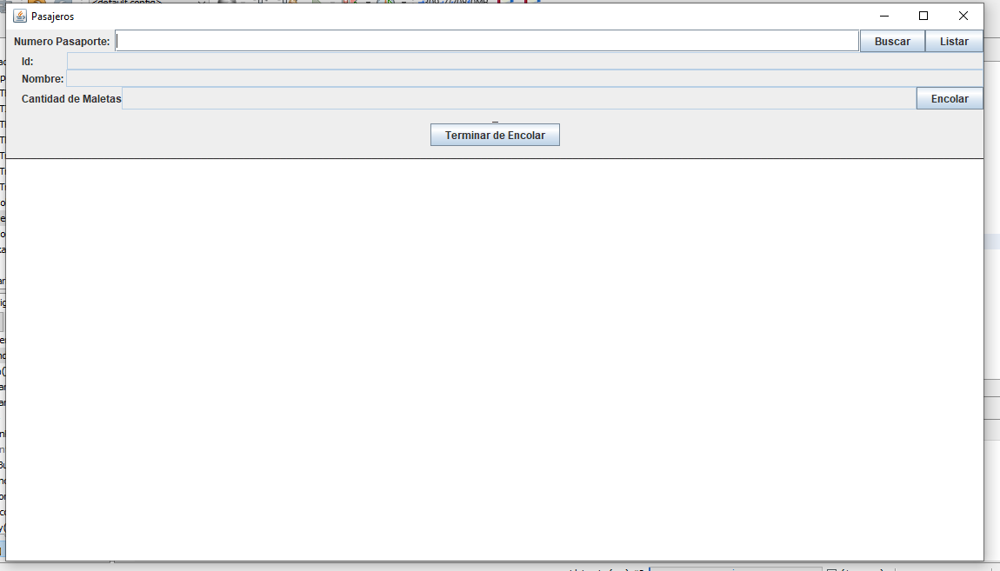 Pasajeros
Numero Pasaporte: Buscar Listar
Id:
Nombre:
Cantidad de Maletas Encolar
Terminar de Encolar